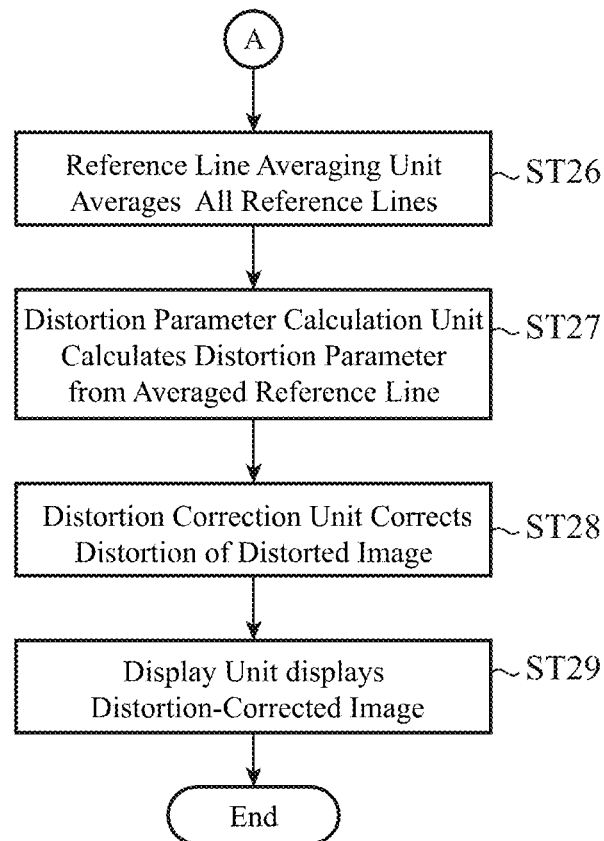 A
Reference Line Averaging Unit
Averages All Reference Lines
ST26
Distortion Parameter Calculation Unit
Calculates Distortion Parameter
from Averaged Reference Line
ST27
Distortion Correction Unit Corrects
Distortion of Distorted Image
ST28
Display Unit displays
Distortion-Corrected Image
ST29
End